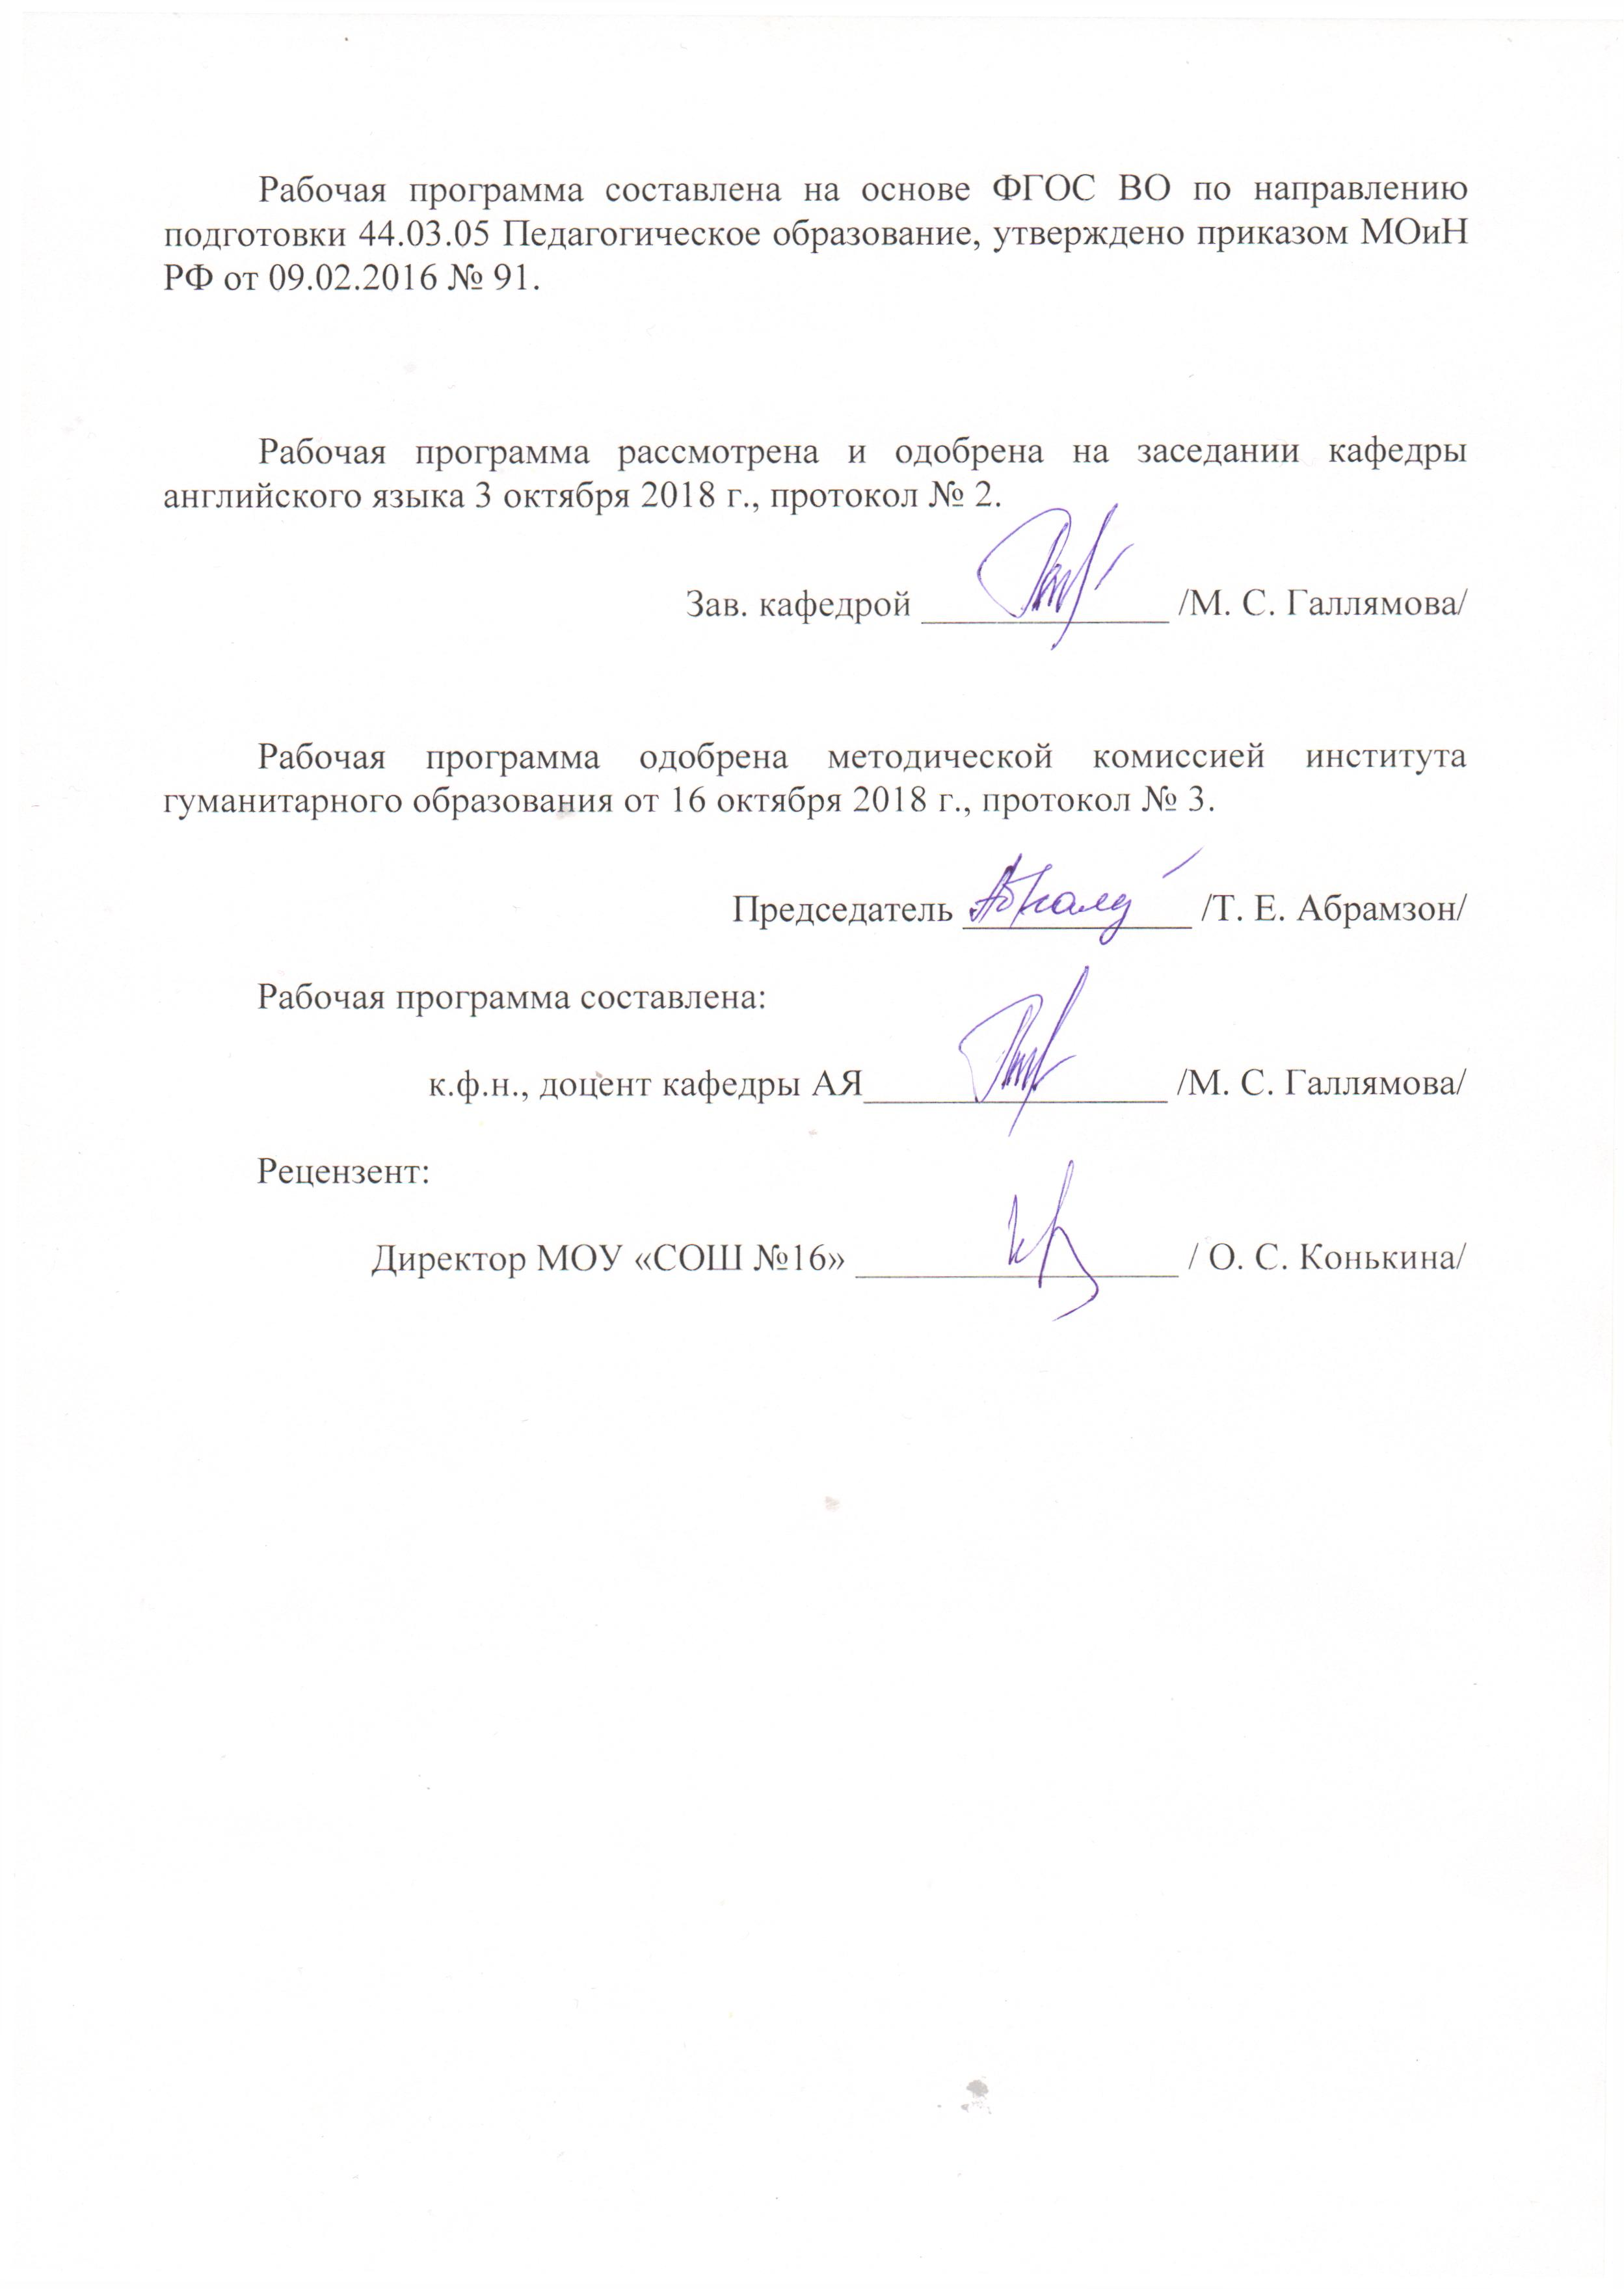 Рабочая программа составлена на основе ФГОС ВО по направлению
подготовки 44.03.05 Педагогическое образование, утверждено приказом МОиН
РФ от 09.02.2016 № 91.
Рабочая программа рассмотрена и одобрена на заседании кафедры
английского языка 3 октября 2018 г., протокол № 2.
Зав. кафедрой ______________ /М. С. Галлямова/
Рабочая программа одобрена методической комиссией института
гуманитарного образования от 16 октября 2018 г., протокол № 3.
Председатель _____________ /Т. Е. Абрамзон/
Рабочая программа составлена:
к.ф.н., доцент кафедры АЯ_________________ /М. С. Галлямова/
Рецензент:
Директор МОУ «СОШ №16» __________________ / О. С. Конькина/